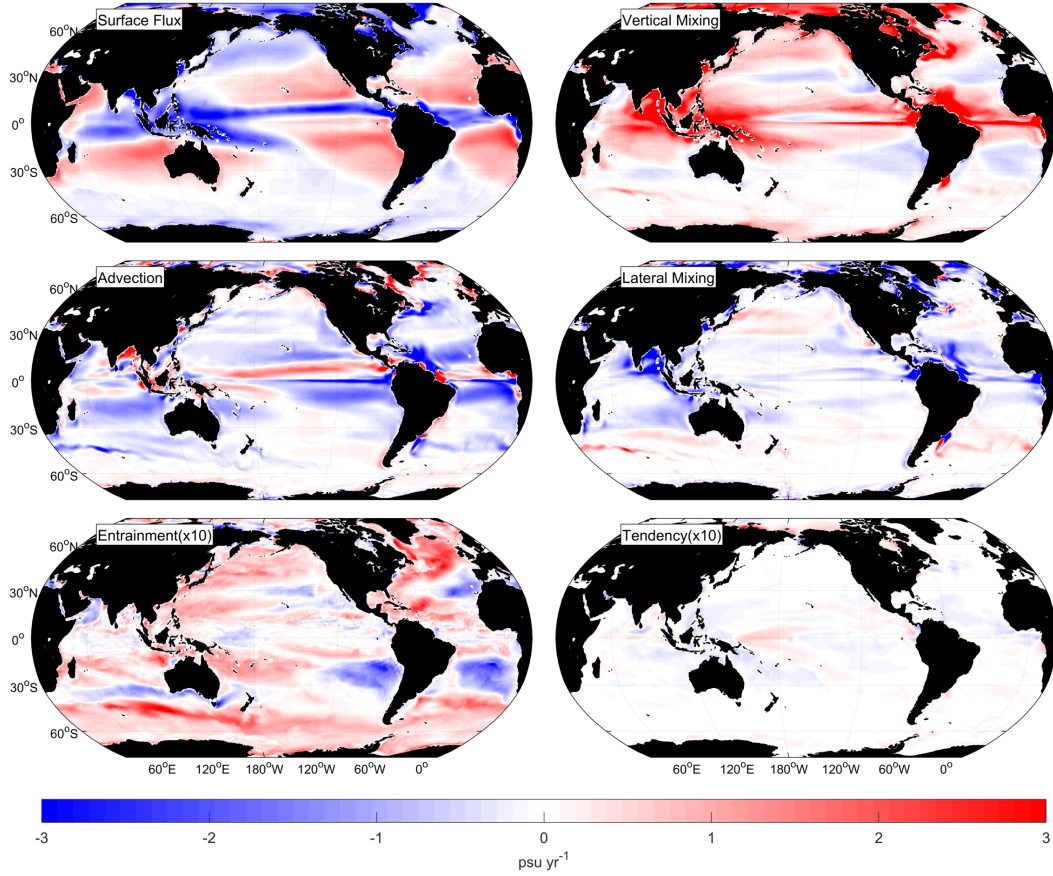 Surface Flux
Vertical Mixing
60°N
30°N
0°
30°S
60°S
Advection
Lateral Mixing
60°N
30°N
0°
30°S
60°S
Entrainment(x10)
Tendency(x10)
60°N
30°N
0°
30°S
60°S
60°E 120°E 180°W 120°W 60°W 0°
60°E 120°E 180°W 120°W 60°W 0°
-3 -2 -1 0 1 2 3
psu yr⁻¹